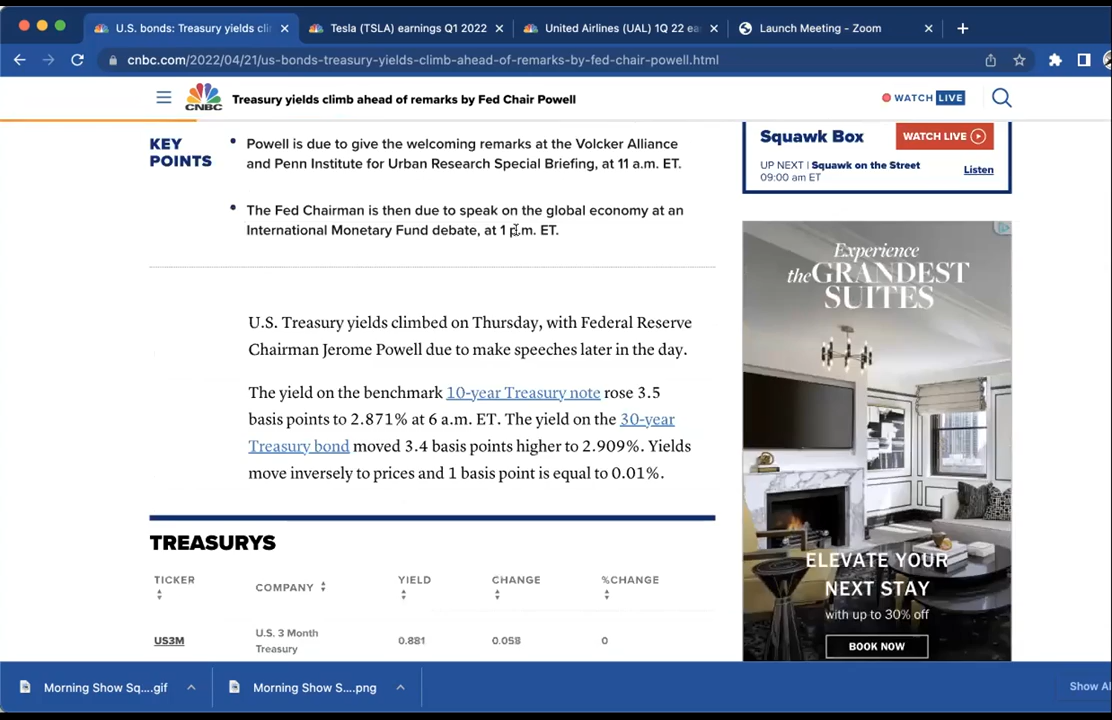 U.S. bonds: Treasury yields cli
Tesla (TSLA) earnings Q1 2022
United Airlines (UAL) 1Q 22 ea
Launch Meeting - Zoom
cnbc.com/2022/04/21/us-bonds-treasury-yields-climb-ahead-of-remarks-by-fed-chair-powell.html
CNBC
Treasury yields climb ahead of remarks by Fed Chair Powell
WATCH LIVE
KEY POINTS
Powell is due to give the welcoming remarks at the Volcker Alliance
and Penn Institute for Urban Research Special Briefing, at 11 a.m. ET.
The Fed Chairman is then due to speak on the global economy at an
International Monetary Fund debate, at 1 p.m. ET.
U.S. Treasury yields climbed on Thursday, with Federal Reserve
Chairman Jerome Powell due to make speeches later in the day.
The yield on the benchmark 10-year Treasury note rose 3.5
basis points to 2.871% at 6 a.m. ET. The yield on the 30-year
Treasury bond moved 3.4 basis points higher to 2.909%. Yields
move inversely to prices and 1 basis point is equal to 0.01%.
TREASURYS
TICKER COMPANY YIELD CHANGE %CHANGE
US3M U.S. 3 Month Treasury 0.881 0.058 0
Squawk Box
WATCH LIVE
UP NEXT | Squawk on the Street
09:00 am ET
Listen
Experience
the GRANDEST
SUITES
ELEVATE YOUR
NEXT STAY
with up to 30% off
BOOK NOW
Morning Show Sq....gif
Morning Show S....png
Show Al